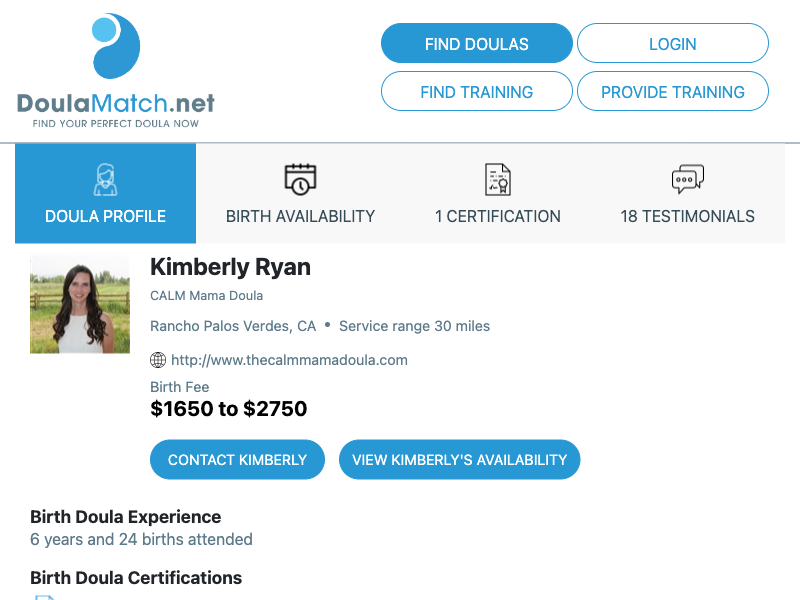 DoulaMatch.net
FIND YOUR PERFECT DOULA NOW
FIND DOULAS
LOGIN
FIND TRAINING
PROVIDE TRAINING
DOULA PROFILE
BIRTH AVAILABILITY
1 CERTIFICATION
18 TESTIMONIALS
Kimberly Ryan
CALM Mama Doula
Rancho Palos Verdes, CA • Service range 30 miles
http://www.thecalmmamadoula.com
Birth Fee
$1650 to $2750
CONTACT KIMBERLY
VIEW KIMBERLY'S AVAILABILITY
Birth Doula Experience
6 years and 24 births attended
Birth Doula Certifications